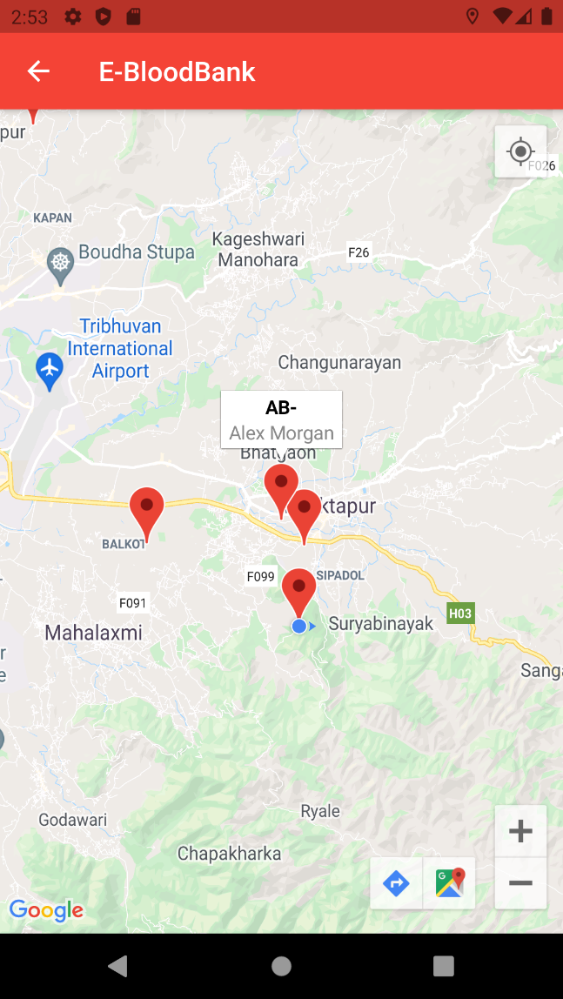 2:53
E-BloodBank
pur
F026
KAPAN
Boudha Stupa
Kageshwari
Manohara
F26
Tribhuvan
International
Airport
Changunarayan
AB-
Alex Morgan
Bhatgaon
ktapur
BALKOT
F099
SIPADOL
F091
H03
Mahalaxmi
Suryabinayak
r
e
Sanga
Godawari
Ryale
Chapakharka
G
Google